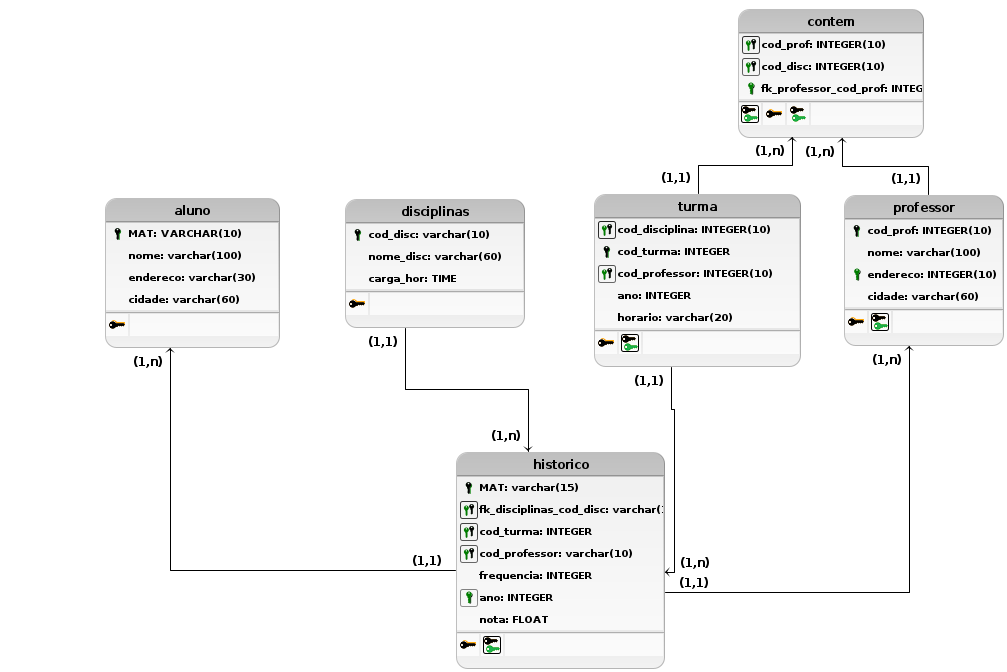 contem
cod_prof: INTEGER(10)
cod_disc: INTEGER(10)
fk_professor_cod_prof: INTEG
(1,n)
(1,n)
(1,1)
(1,1)
aluno
MAT: VARCHAR(10)
nome: varchar(100)
endereco: varchar(30)
cidade: varchar(60)
disciplinas
cod_disc: varchar(10)
nome_disc: varchar(60)
carga_hor: TIME
turma
cod_disciplina: INTEGER(10)
cod_turma: INTEGER
cod_professor: INTEGER(10)
ano: INTEGER
horario: varchar(20)
professor
cod_prof: INTEGER(10)
nome: varchar(100)
endereco: INTEGER(10)
cidade: varchar(60)
(1,n)
(1,1)
(1,1)
(1,n)
(1,n)
historico
MAT: varchar(15)
fk_disciplinas_cod_disc: varchar(
cod_turma: INTEGER
cod_professor: varchar(10)
frequencia: INTEGER
ano: INTEGER
nota: FLOAT
(1,1)
(1,n)
(1,1)